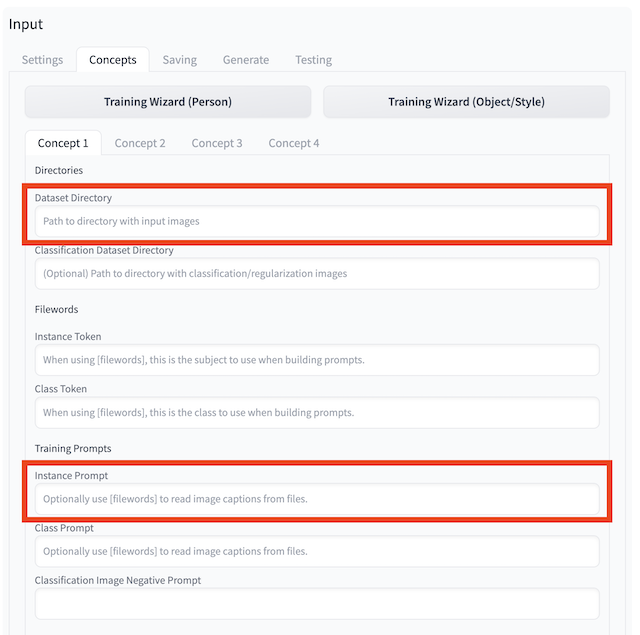 Input
Settings Concepts Saving Generate Testing
Training Wizard (Person) Training Wizard (Object/Style)
Concept 1 Concept 2 Concept 3 Concept 4
Directories
Dataset Directory
Path to directory with input images
Classification Dataset Directory
(Optional) Path to directory with classification/regularization images
Filewords
Instance Token
When using [filewords], this is the subject to use when building prompts.
Class Token
When using [filewords], this is the class to use when building prompts.
Training Prompts
Instance Prompt
Optionally use [filewords] to read image captions from files.
Class Prompt
Optionally use [filewords] to read image captions from files.
Classification Image Negative Prompt